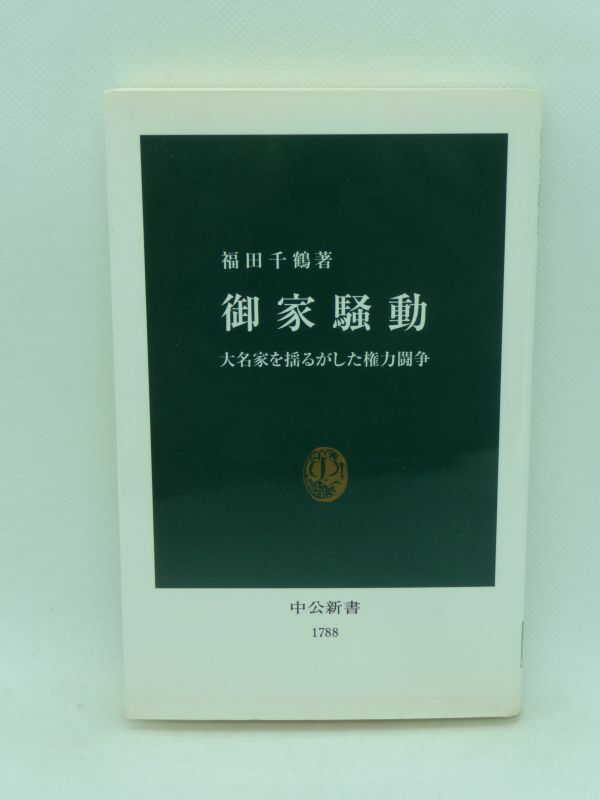 福田千鶴著
御家騒動
大名家を揺るがした権力闘争
中公新書
1788